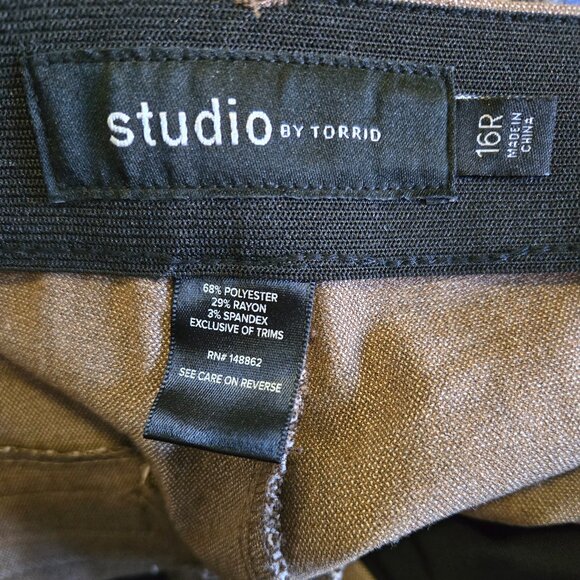 studio BY TORRID
16R
MADE IN
CHINA
68% POLYESTER
29% RAYON
3% SPANDEX
EXCLUSIVE OF TRIMS
RN# 148862
SEE CARE ON REVERSE